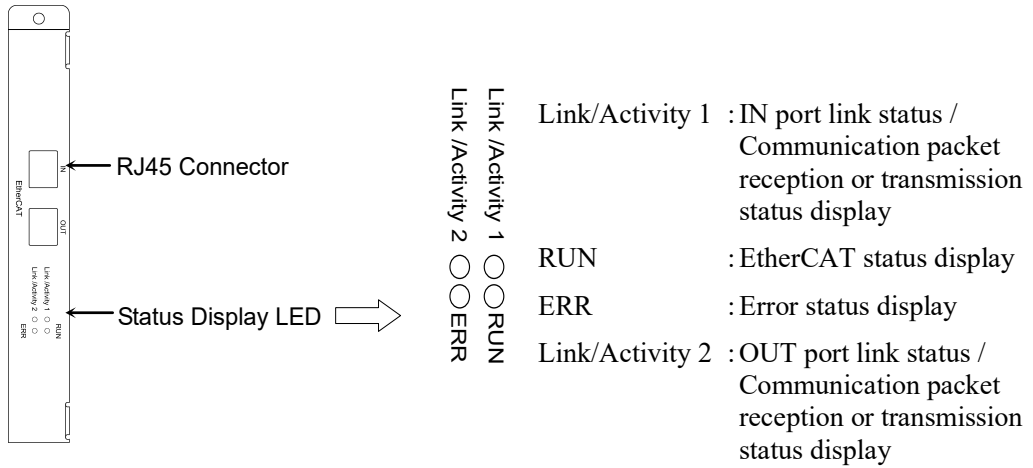 IN
EtherCAT
OUT
Link /Activity 1
Link /Activity 2
RUN
ERR
RJ45 Connector
Status Display LED
Link /Activity 2
ERR
Link /Activity 1
RUN
Link/Activity 1 : IN port link status /
Communication packet
reception or transmission
status display
RUN : EtherCAT status display
ERR : Error status display
Link/Activity 2 : OUT port link status /
Communication packet
reception or transmission
status display